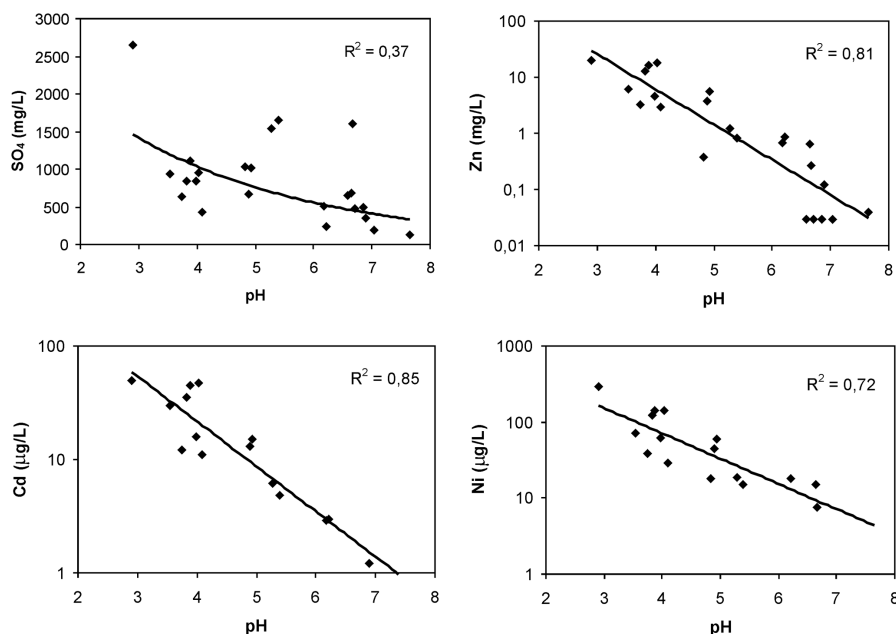 3000
2500
2000
1500
1000
500
0
SO₄ (mg/L)
R² = 0,37
2 3 4 5 6 7 8
pH
100
10
1
0,1
0,01
Zn (mg/L)
R² = 0,81
2 3 4 5 6 7 8
pH
100
10
1
Cd (µg/L)
R² = 0,85
2 3 4 5 6 7 8
pH
1000
100
10
1
Ni (µg/L)
R² = 0,72
2 3 4 5 6 7 8
pH